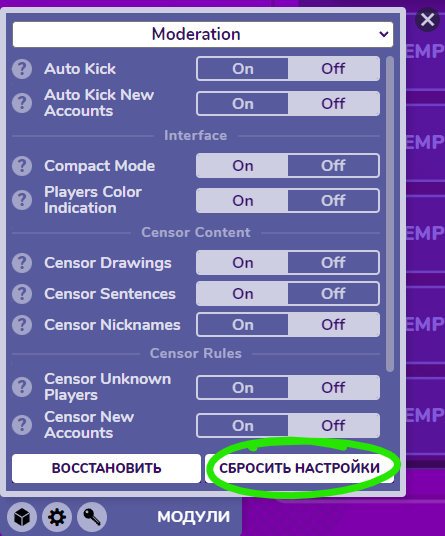 Moderation
Auto Kick
On
Off
Auto Kick New
Accounts
On
Off
Interface
Compact Mode
On
Off
Players Color
Indication
On
Off
Censor Content
Censor Drawings
On
Off
Censor Sentences
On
Off
Censor Nicknames
On
Off
Censor Rules
Censor Unknown
Players
On
Off
Censor New
Accounts
On
Off
ВОССТАНОВИТЬ
СБРОСИТЬ НАСТРОЙКИ
МОДУЛИ
EMP
EMP
EMP
EMP
EMP